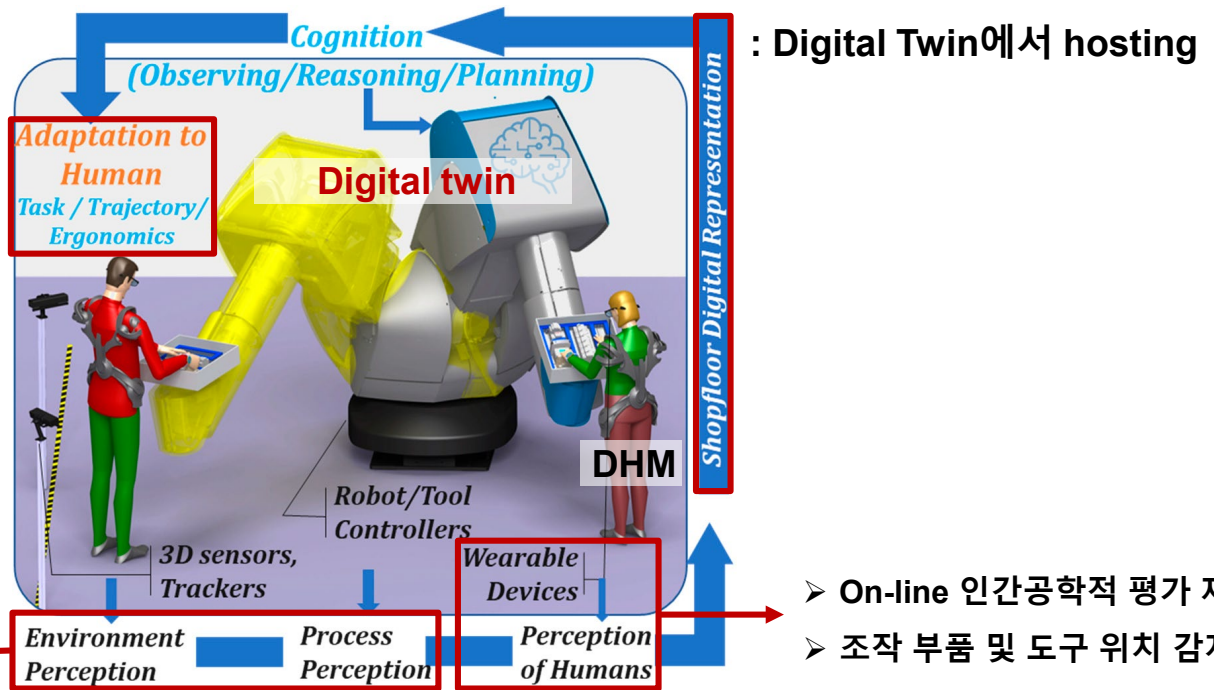 Cognition
: Digital Twin에서 hosting
(Observing/Reasoning/Planning)
Adaptation to
Human
Task / Trajectory/
Ergonomics
Digital twin
Shopfloor Digital Representation
DHM
Robot/Tool
Controllers
3D sensors,
Trackers
Wearable
Devices
➢ On-line 인간공학적 평가
➢ 조작 부품 및 도구 위치
Environment
Perception
Process
Perception
Perception
of Humans